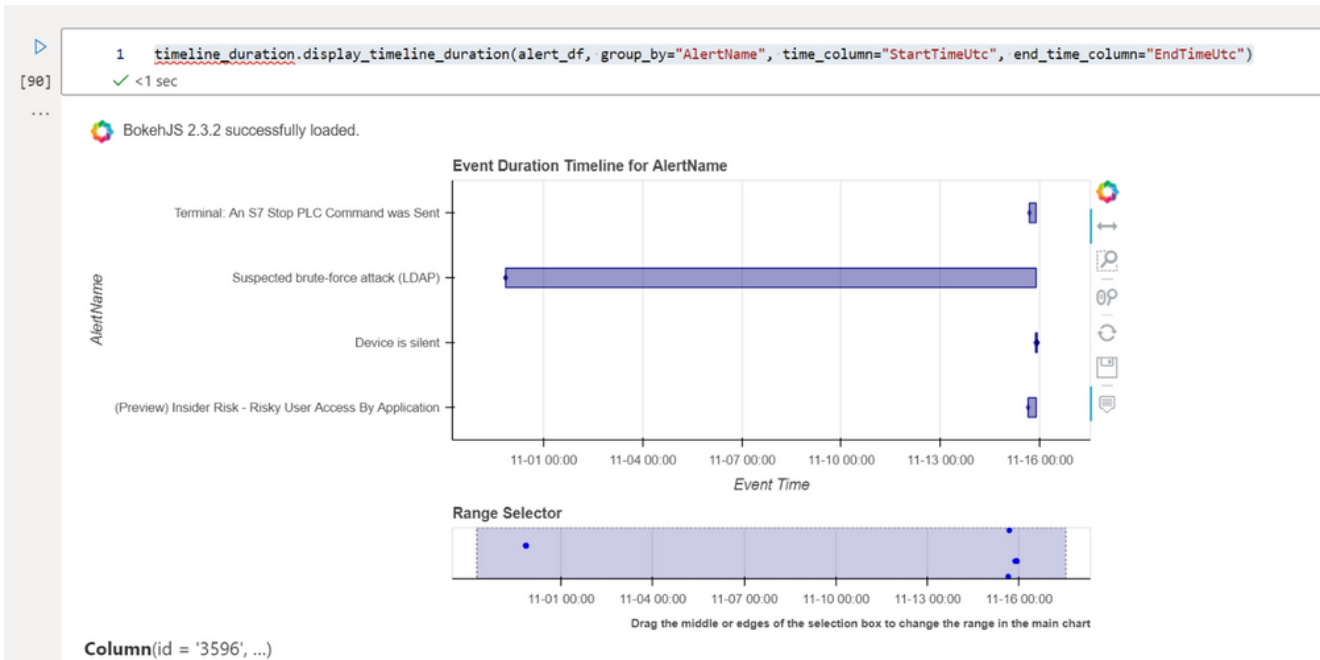 1 timeline_duration.display_timeline_duration(alert_df, group_by="AlertName", time_column="StartTimeUtc", end_time_column="EndTimeUtc")
[90]
<1 sec
...
BokehJS 2.3.2 successfully loaded.
Event Duration Timeline for AlertName
Terminal: An S7 Stop PLC Command was Sent
Suspected brute-force attack (LDAP)
AlertName
Device is silent
(Preview) Insider Risk - Risky User Access By Application
11-01 00:00 11-04 00:00 11-07 00:00 11-10 00:00 11-13 00:00 11-16 00:00
Event Time
Range Selector
11-01 00:00 11-04 00:00 11-07 00:00 11-10 00:00 11-13 00:00 11-16 00:00
Drag the middle or edges of the selection box to change the range in the main chart
Column(id = '3596', ...)